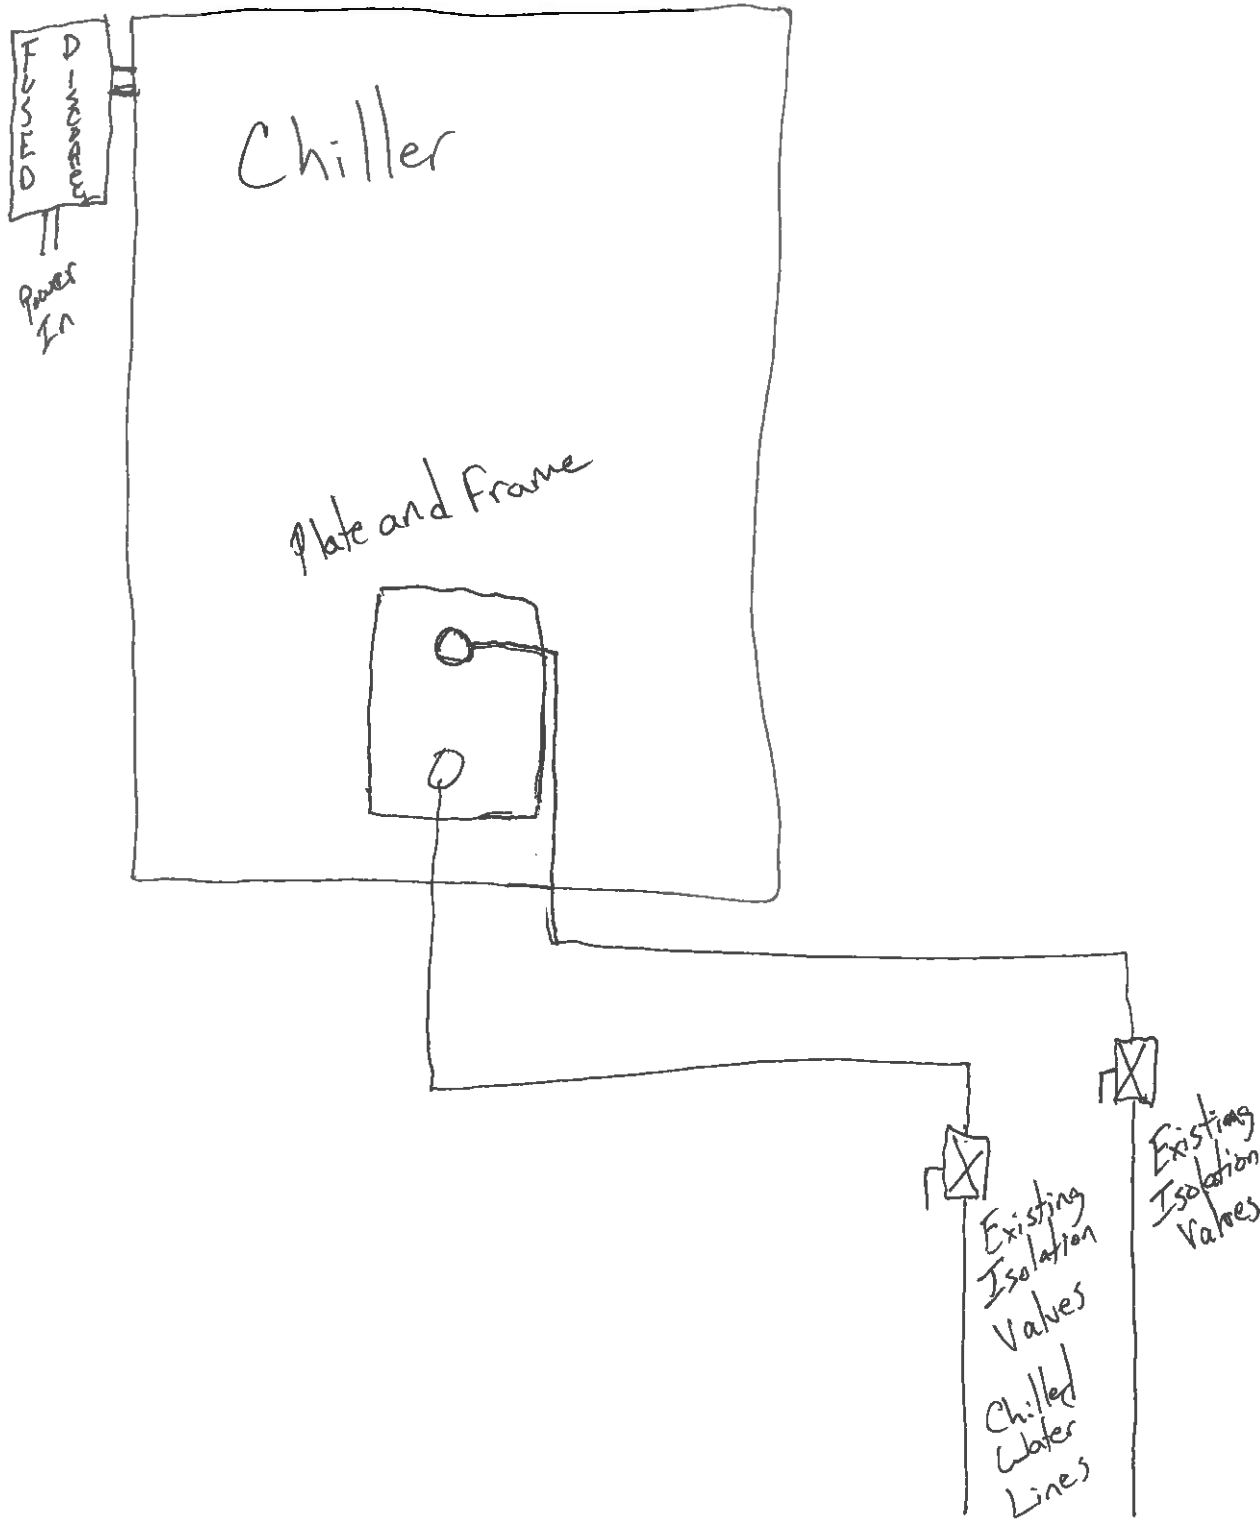 FUSED
DISCONNECT
Power
In
Chiller
Plate and Frame
Existing
Isolation
Valves
Existing
Isolation
Valves
Chilled
Water
Lines